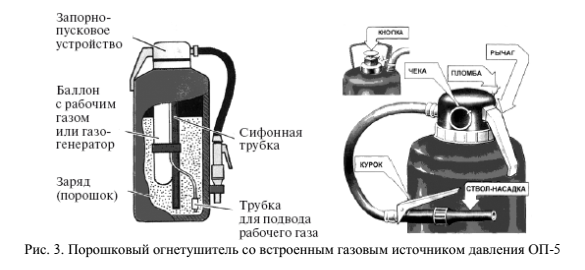 Запорно-
пусковое
устройство
Баллон
с рабочим
газом
или газо-
генератор
Заряд
(порошок)
Сифонная
трубка
Трубка
для подвода
рабочего газа
КНОПКА
РЫЧАГ
ПЛОМБА
ЧЕКА
КУРОК
СТВОЛ-НАСАДКА
Рис. 3. Порошковый огнетушитель со встроенным газовым источником давления ОП-5